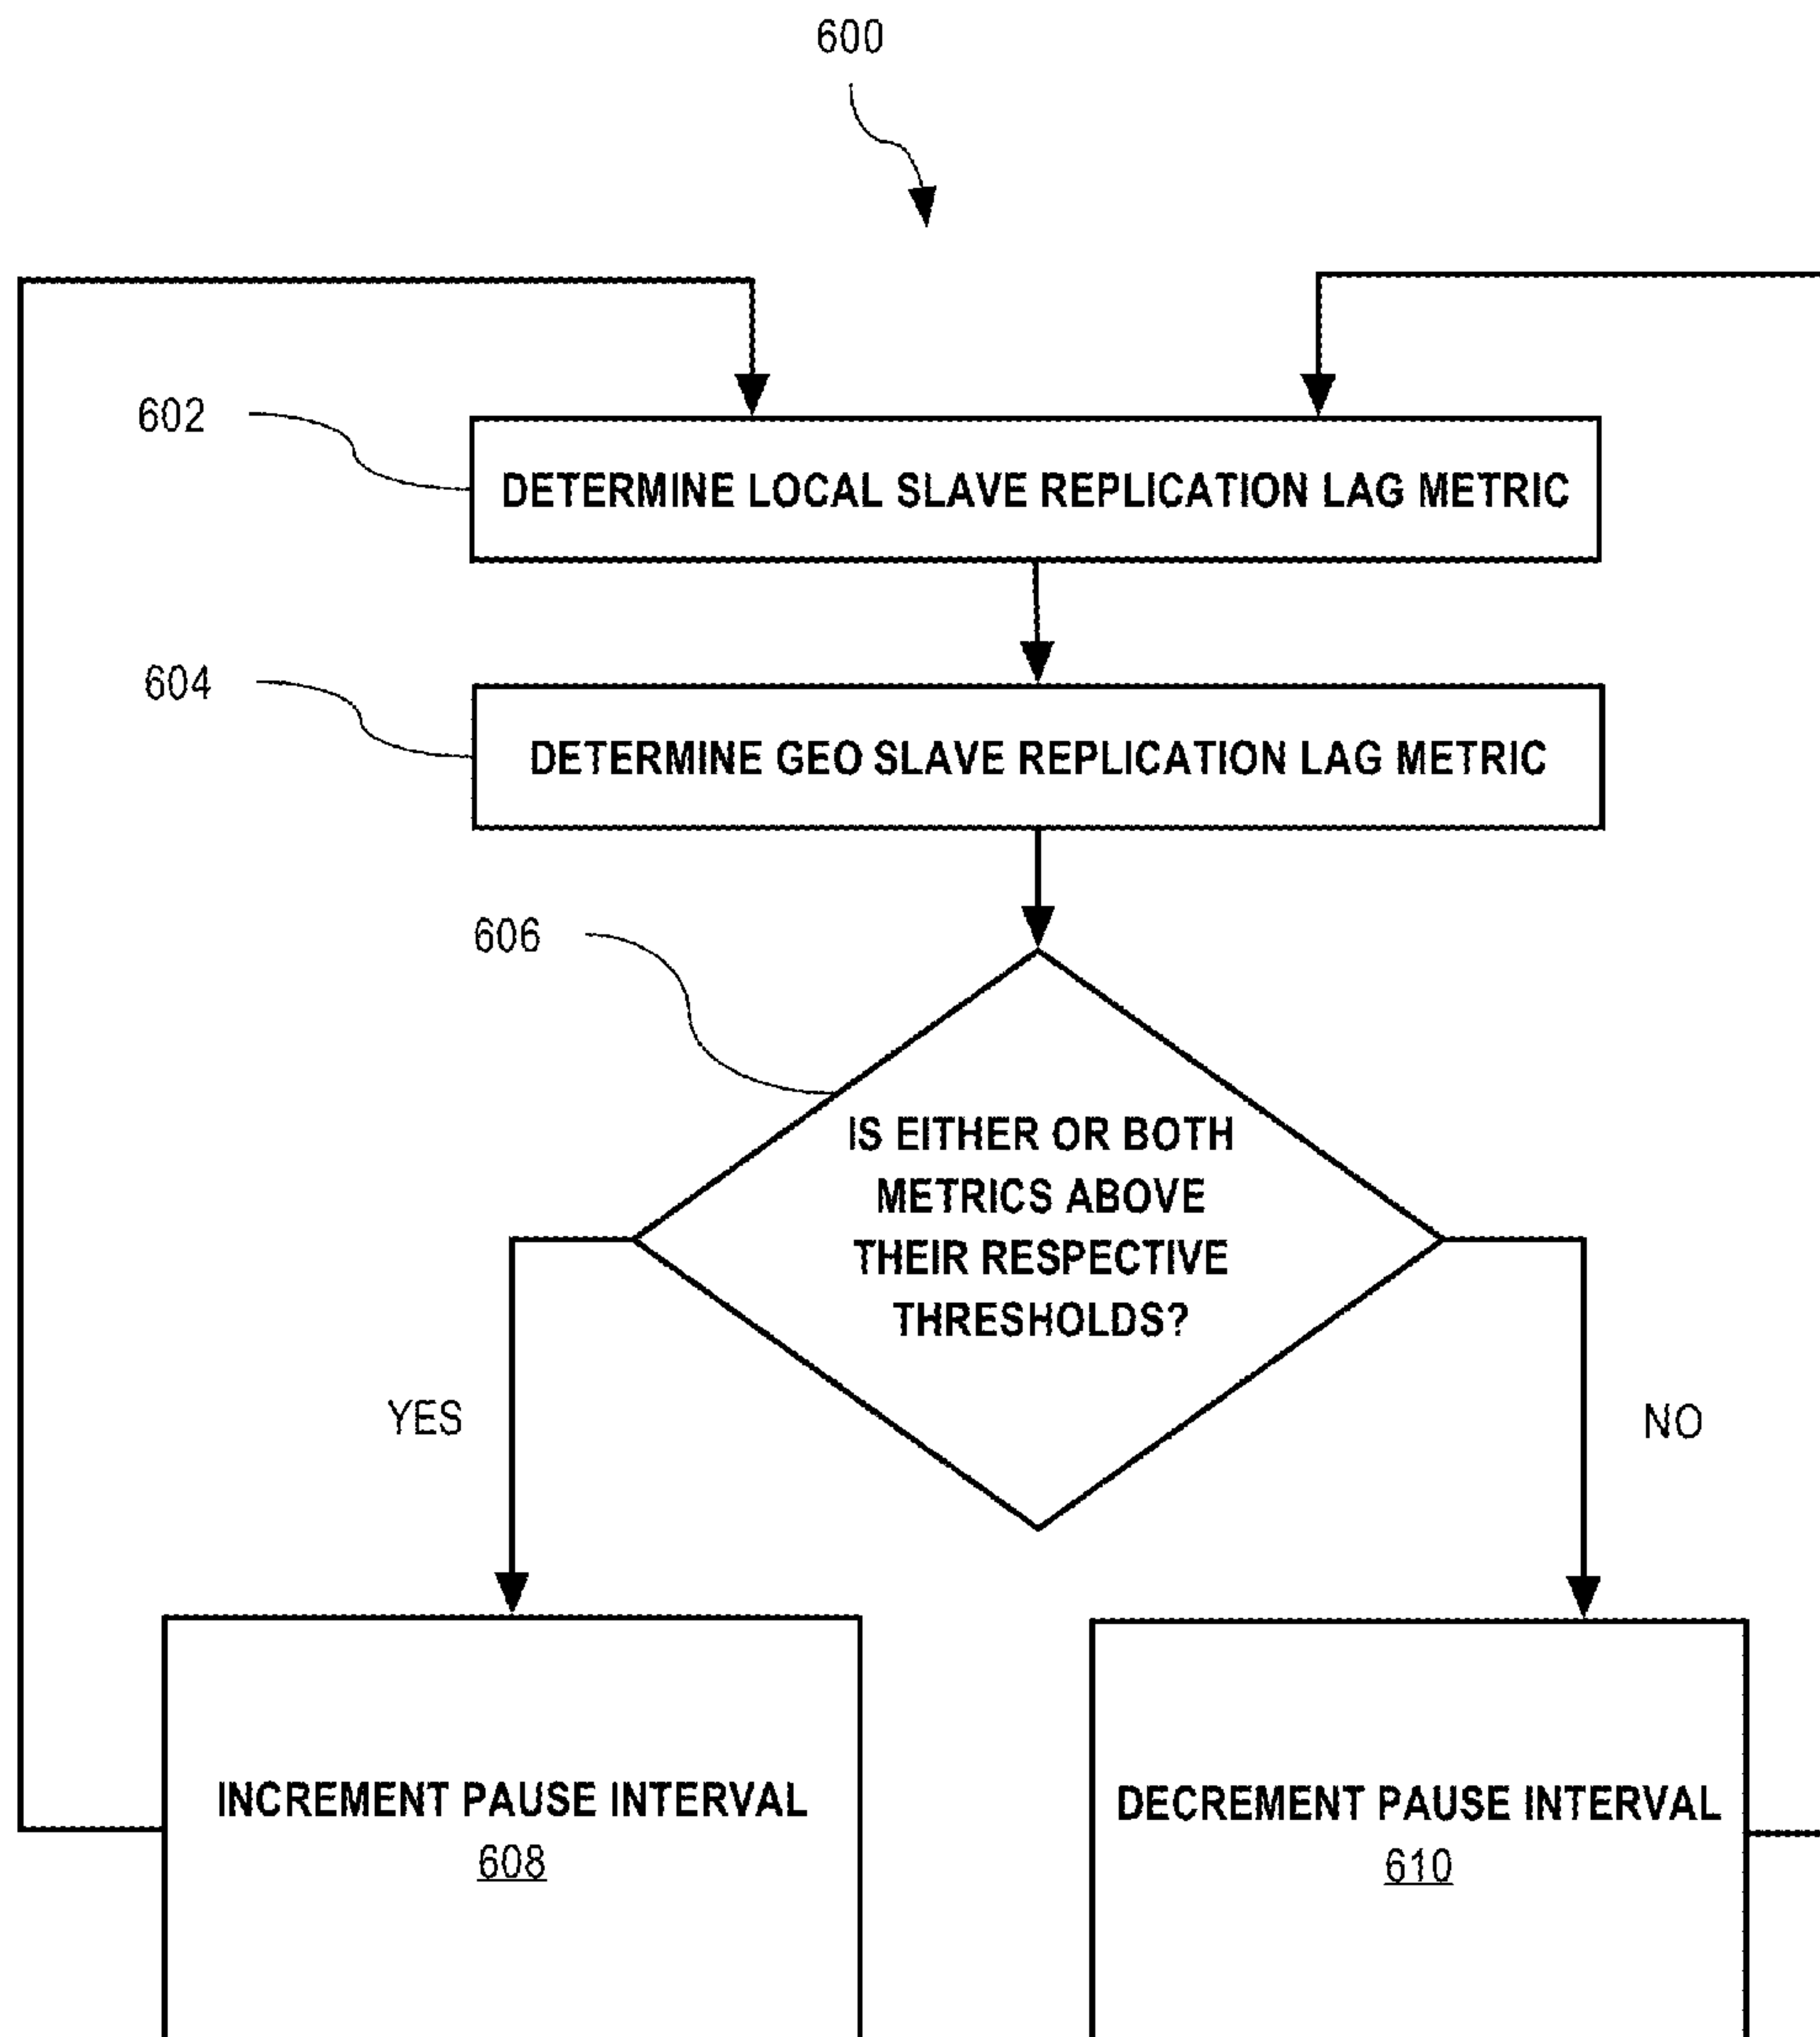 600
602
DETERMINE LOCAL SLAVE REPLICATION LAG METRIC
604
DETERMINE GEO SLAVE REPLICATION LAG METRIC
606
IS EITHER OR BOTH
METRICS ABOVE
THEIR RESPECTIVE
THRESHOLDS?
YES
NO
INCREMENT PAUSE INTERVAL
608
DECREMENT PAUSE INTERVAL
610